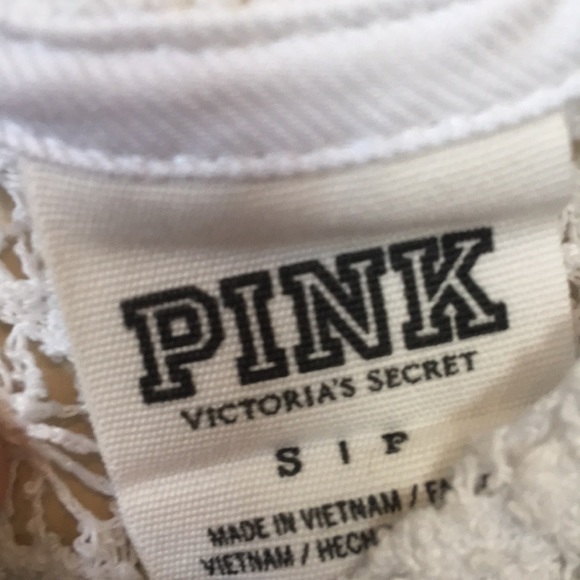 PINK
VICTORIA'S SECRET
S | P
MADE IN VIETNAM /
VIETNAM /